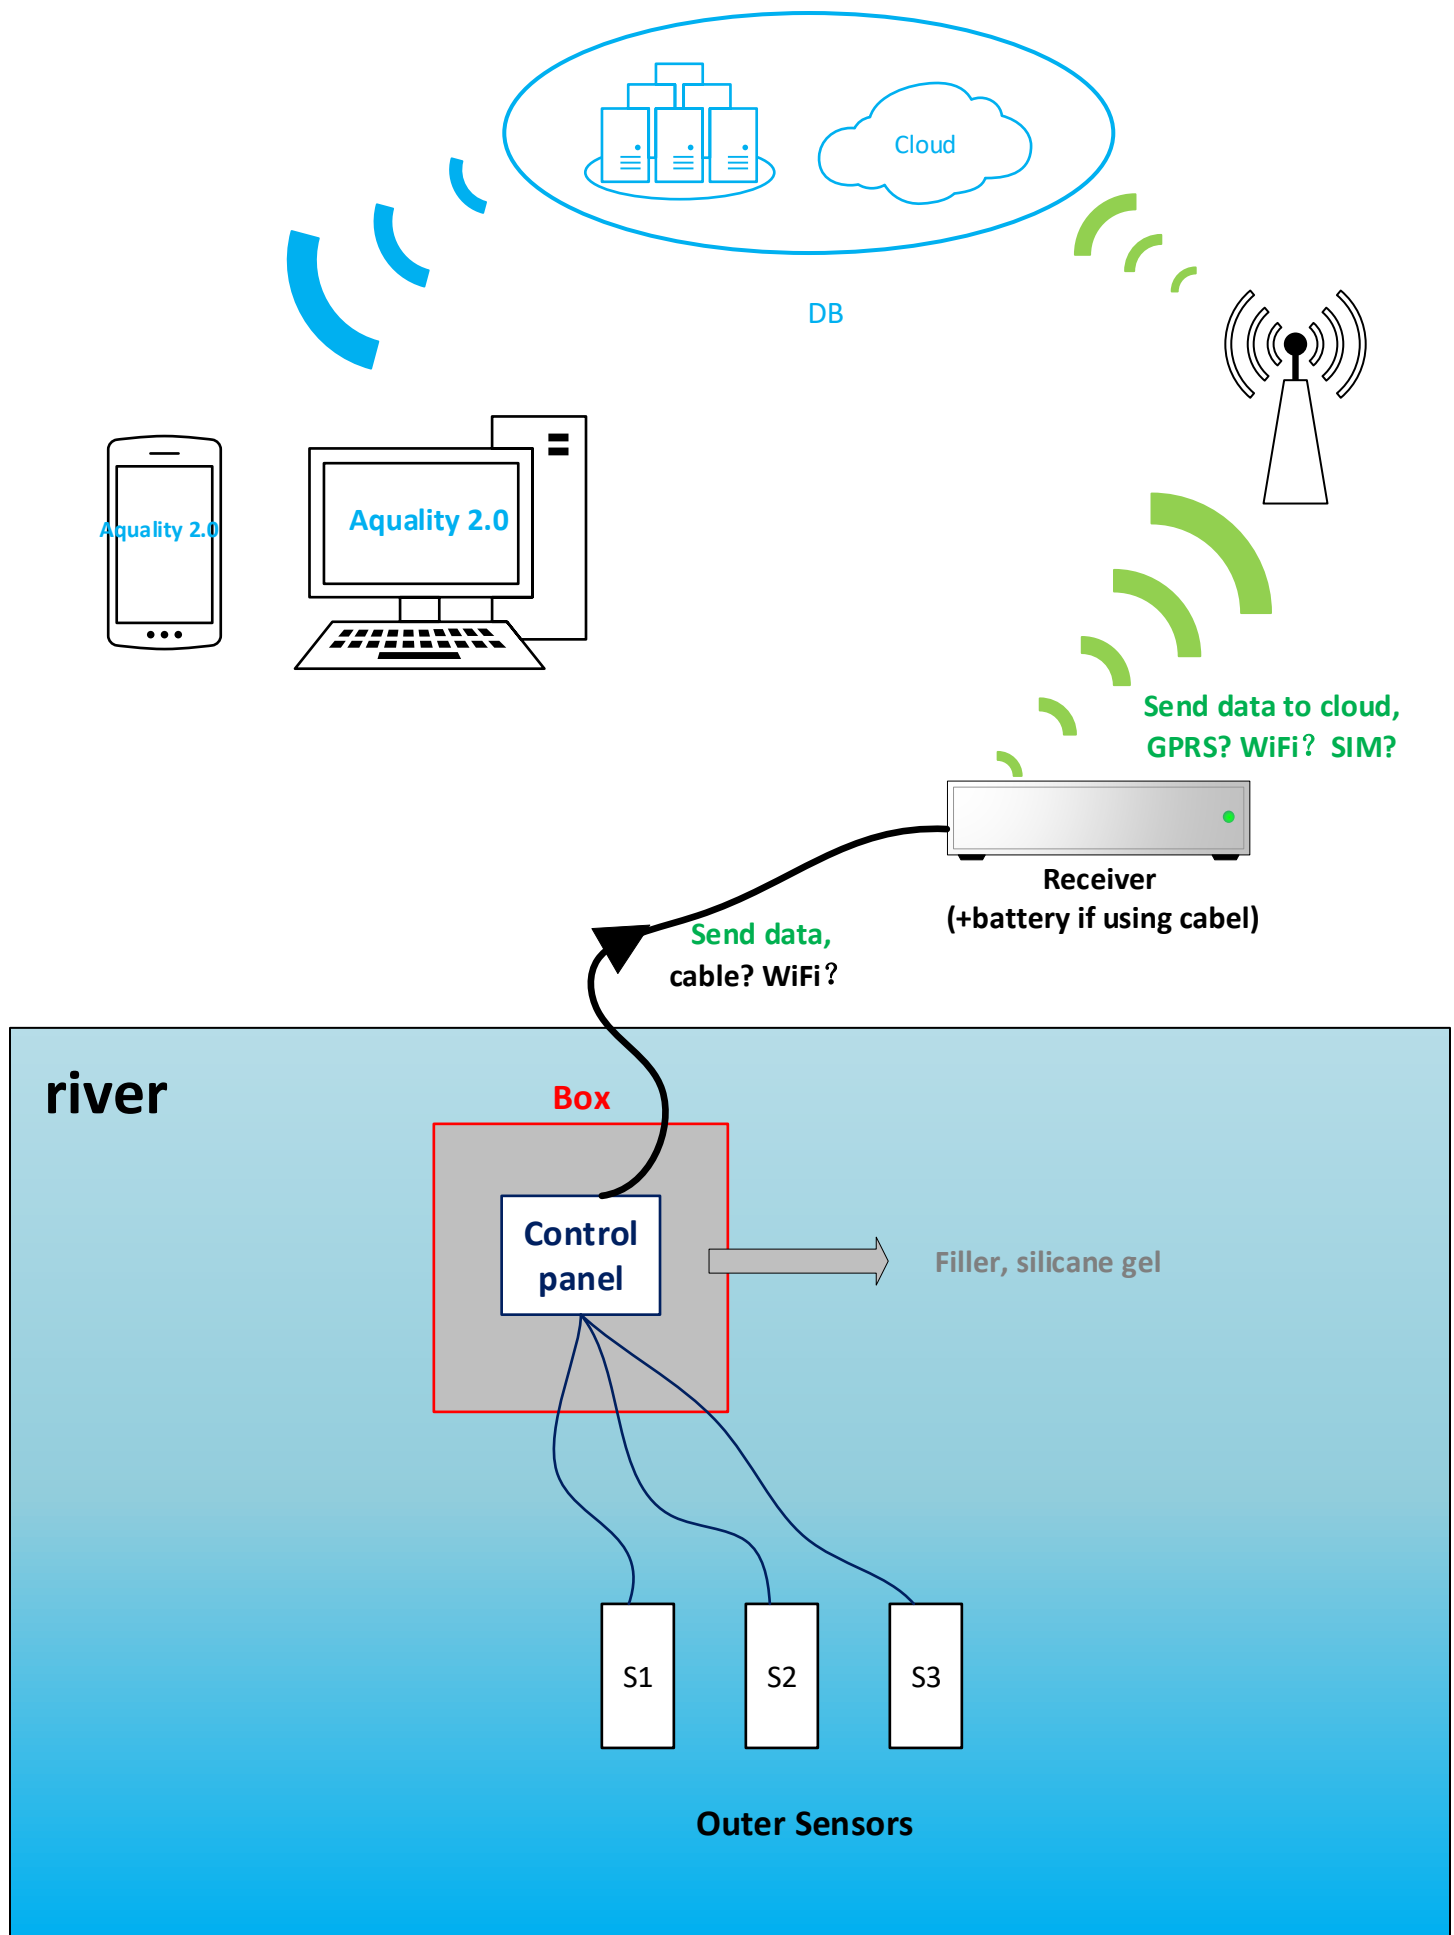 Cloud
DB
Aquality 2.0
Aquality 2.0
Send data to cloud,
GPRS? WiFi？ SIM?
Receiver
(+battery if using cabel)
Send data,
cable? WiFi？
river
Box
Control
panel
Filler, silicane gel
S1
S2
S3
Outer Sensors